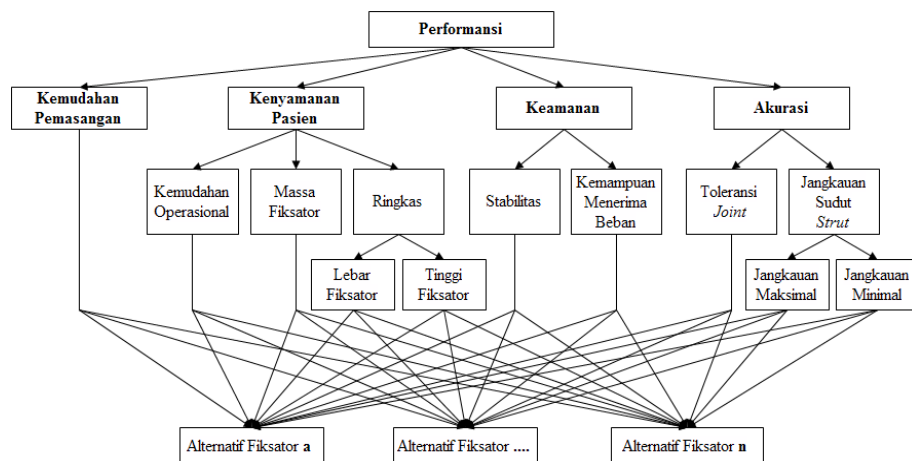 Performansi
Kemudahan
Pemasangan
Kenyamanan
Pasien
Keamanan
Akurasi
Kemudahan
Operasional
Massa
Fiksator
Ringkas
Stabilitas
Kemampuan
Menerima
Beban
Toleransi
Joint
Jangkauan
Sudut
Strut
Lebar
Fiksator
Tinggi
Fiksator
Jangkauan
Maksimal
Jangkauan
Minimal
Alternatif Fiksator a
Alternatif Fiksator ....
Alternatif Fiksator n